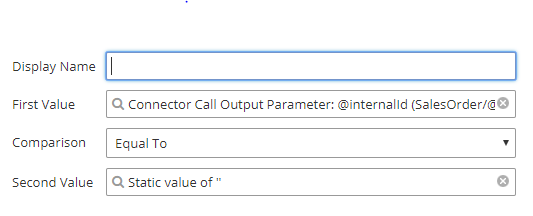 Display Name
First Value Connector Call Output Parameter: @internalId (SalesOrder/@
Comparison Equal To
Second Value Static value of ''